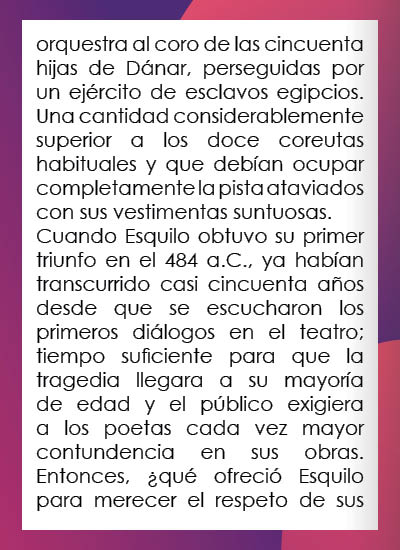 orquestra al coro de las cincuenta
hijas de Dánar, perseguidas por
un ejército de esclavos egipcios.
Una cantidad considerablemente
superior a los doce coreutas
habituales y que debían ocupar
completamente la pista ataviados
con sus vestimentas suntuosas.
Cuando Esquilo obtuvo su primer
triunfo en el 484 a.C., ya habían
transcurrido casi cincuenta años
desde que se escucharon los
primeros diálogos en el teatro;
tiempo suficiente para que la
tragedia llegara a su mayoría
de edad y el público exigiera
a los poetas cada vez mayor
contundencia en sus obras.
Entonces, ¿qué ofreció Esquilo
para merecer el respeto de sus